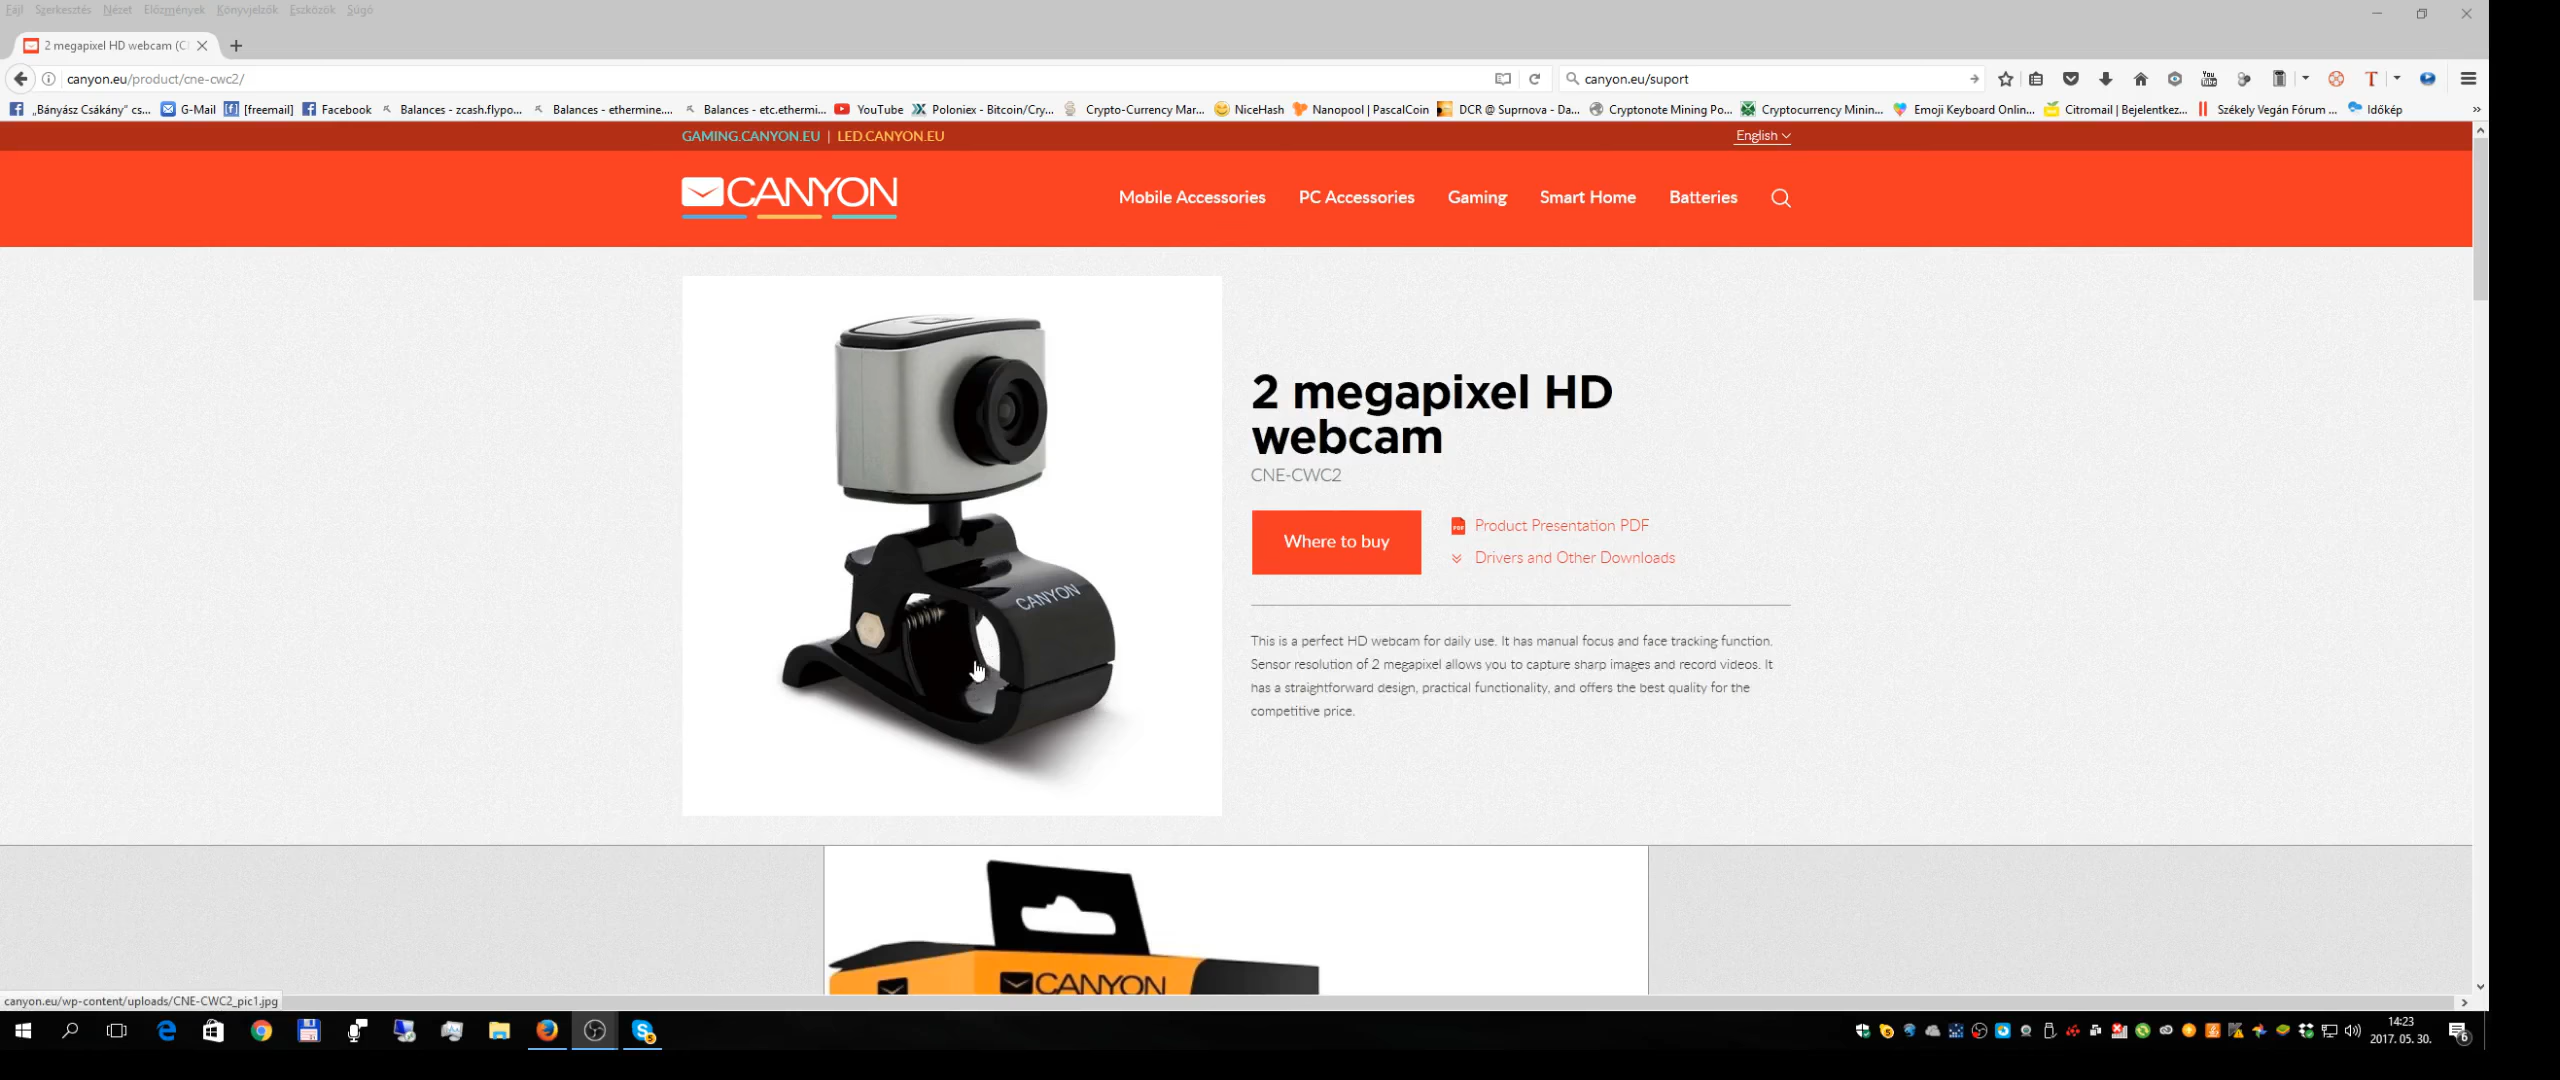 Fájl Szerkesztés Nézet Előzmények Könyvjelzők Eszközök Súgó
2 megapixel HD webcam (C
canyon.eu/product/cne-cwc2/
canyon.eu/suport
„Bányász Csákány” cs...
G-Mail
[freemail]
Facebook
Balances - zcash.flypo...
Balances - ethermine....
Balances - etc.ethermi...
YouTube
Poloniex - Bitcoin/Cry...
Crypto-Currency Mar...
NiceHash
Nanopool | PascalCoin
DCR @ Suprnova - Da...
Cryptonote Mining Po...
Cryptocurrency Minin...
Emoji Keyboard Onlin...
Citromail | Bejelentkez...
Székely Vegán Fórum ...
Időkép
GAMING.CANYON.EU | LED.CANYON.EU
English
CANYON
Mobile Accessories PC Accessories Gaming Smart Home Batteries
CANYON
2 megapixel HD
webcam
CNE-CWC2
Where to buy
Product Presentation PDF
Drivers and Other Downloads
This is a perfect HD webcam for daily use. It has manual focus and face tracking function.
Sensor resolution of 2 megapixel allows you to capture sharp images and record videos. It
has a straightforward design, practical functionality, and offers the best quality for the
competitive price.
CANYON
canyon.eu/wp-content/uploads/CNE-CWC2_pic1.jpg
14:23
2017. 05. 30.